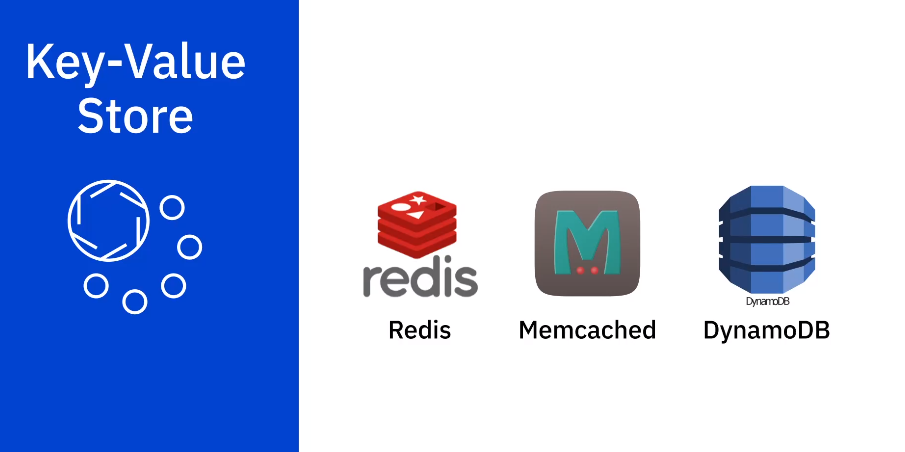 Key-Value
Store
redis
DynamoDB
Redis
Memcached
DynamoDB